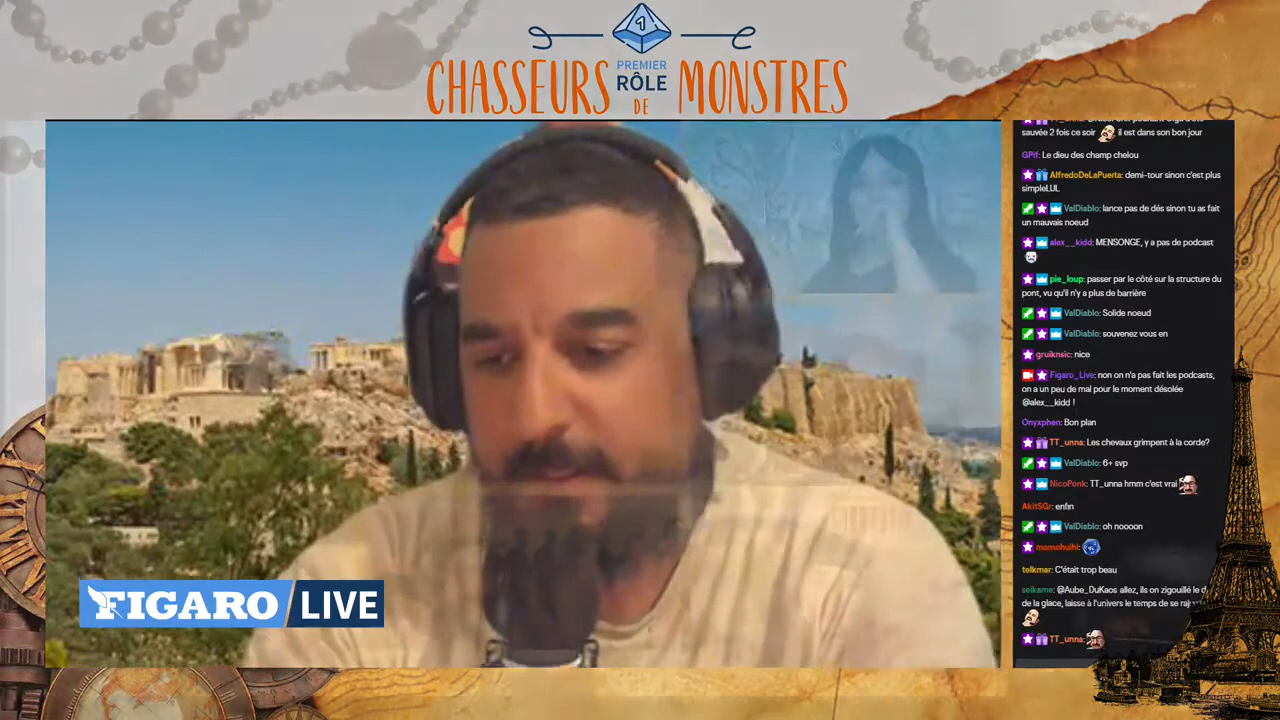 1
PREMIER
CHASSEURS RÔLE MONSTRES
DE
sauvée 2 fois ce soir il est dans son bon jour
GPif: Le dieu des champ chelou
AlfredoDeLaPuerta: demi-tour sinon c'est plus
simpleLUL
ValDiablo: lance pas de dés sinon tu as fait
un mauvais noeud
alex__kidd: MENSONGE, y a pas de podcast
pie_loup: passer par le côté sur la structure du
pont, vu qu'il n'y a plus de barrière
ValDiablo: Solide noeud
ValDiablo: souvenez vous en
gruiknsic: nice
Figaro_Live: non on n'a pas fait les podcasts,
on a un peu de mal pour le moment désolée
@alex__kidd !
Onyxphen: Bon plan
TT_unna: Les chevaux grimpent à la corde?
ValDiablo: 6+ svp
NicoPonk: TT_unna hmm c'est vrai
AkitSGr: enfin
ValDiablo: oh noooon
momohuihi:
telkmar: C'était trop beau
seikame: @Aube_DuKaos allez, ils on zigouillé le
de la glace, laisse à l'univers le temps de se
TT_unna:
FIGARO LIVE